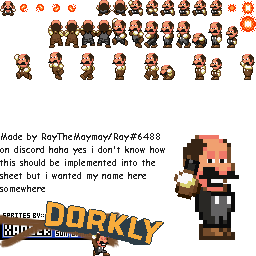 Made by RayTheMaymay/Ray#6488
on discord haha yes i don't know how
this should be implemented into the
sheet but i wanted my name here
somewhere
SPRITES BY:
DORKLY